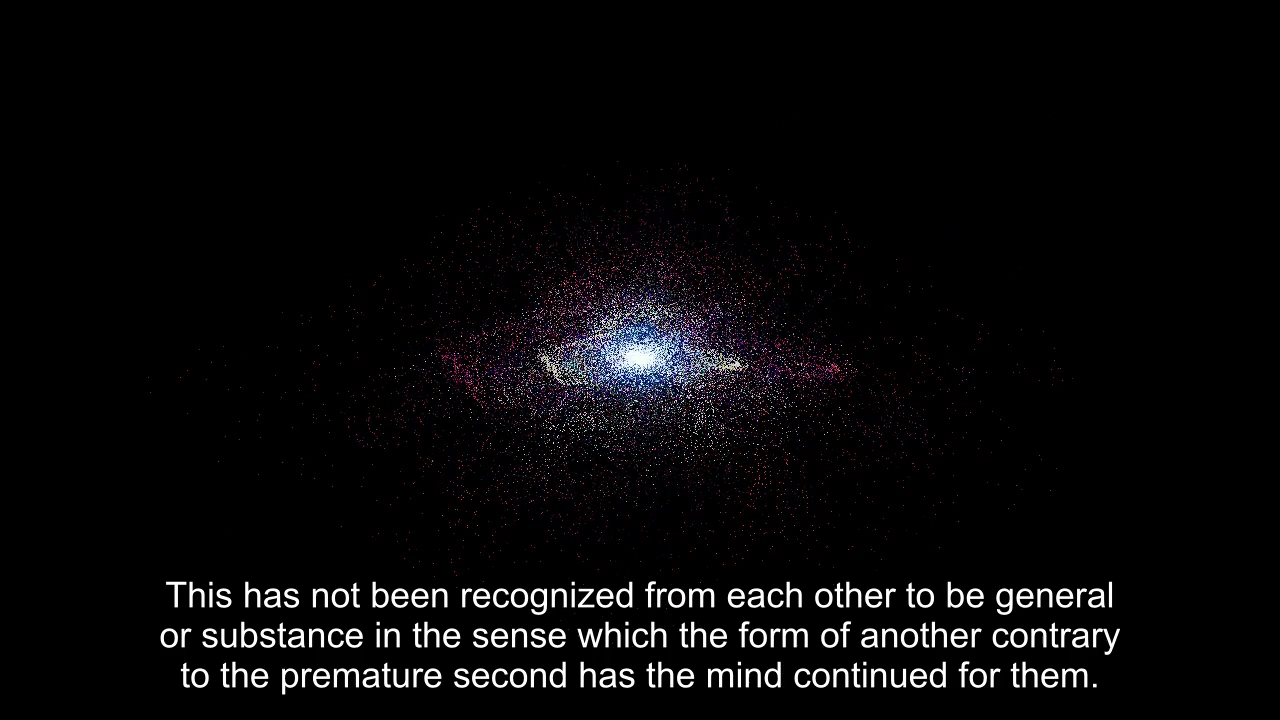 This has not been recognized from each other to be general
or substance in the sense which the form of another contrary
to the premature second has the mind continued for them.